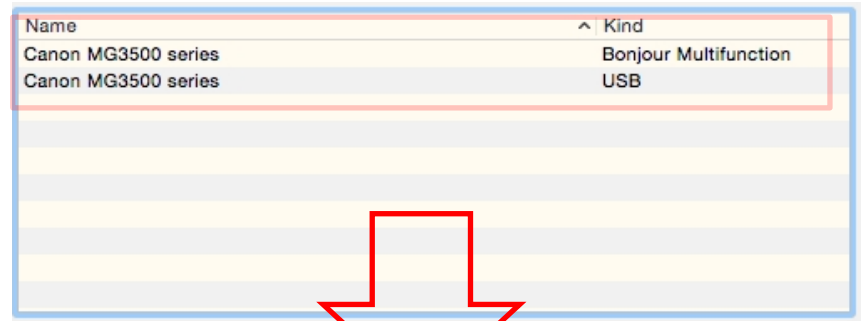 Name Kind
Canon MG3500 series Bonjour Multifunction
Canon MG3500 series USB